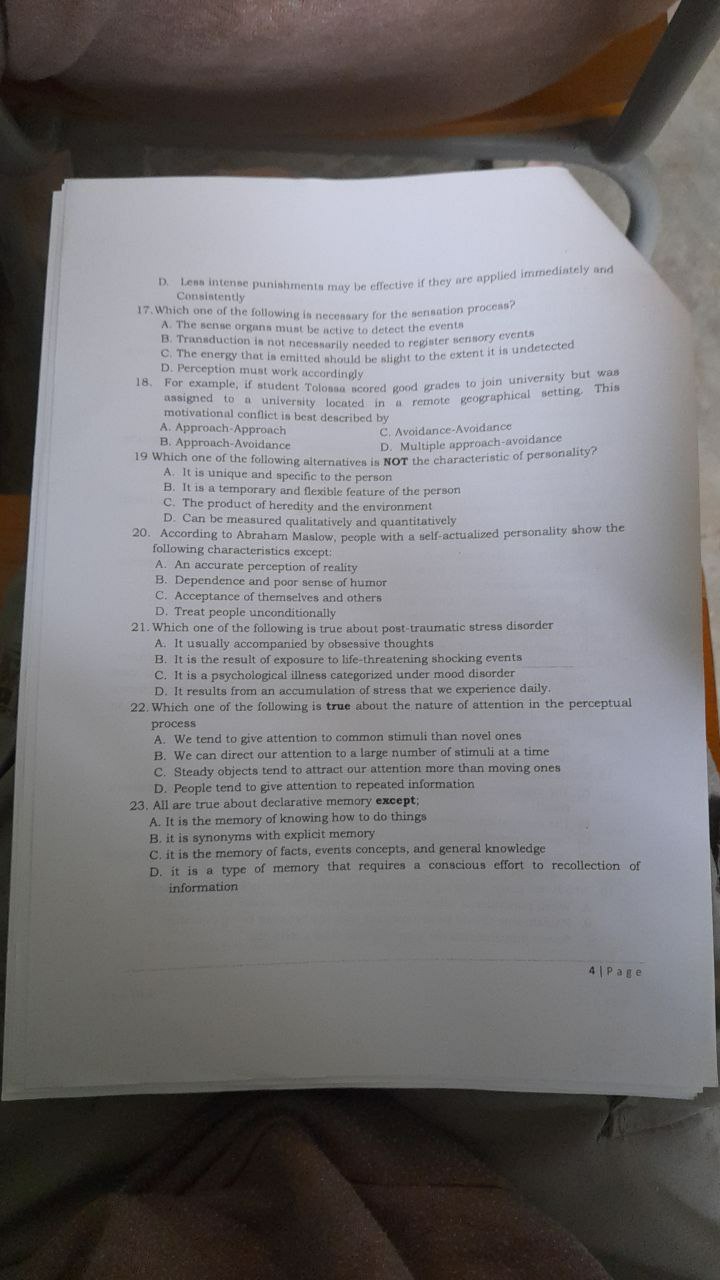 D. Less intense punishments may be effective if they are applied immediately and
Consistently
17. Which one of the following is necessary for the sensation process?
A. The sense organs must be active to detect the events
B. Transduction is not necessarily needed to register sensory events
C. The energy that is emitted should be slight to the extent it is undetected
D. Perception must work accordingly
18. For example, if student Tolossa scored good grades to join university but was
assigned to a university located in a remote geographical setting. This
motivational conflict is best described by
A. Approach-Approach C. Avoidance-Avoidance
B. Approach-Avoidance D. Multiple approach-avoidance
19 Which one of the following alternatives is NOT the characteristic of personality?
A. It is unique and specific to the person
B. It is a temporary and flexible feature of the person
C. The product of heredity and the environment
D. Can be measured qualitatively and quantitatively
20. According to Abraham Maslow, people with a self-actualized personality show the
following characteristics except:
A. An accurate perception of reality
B. Dependence and poor sense of humor
C. Acceptance of themselves and others
D. Treat people unconditionally
21. Which one of the following is true about post-traumatic stress disorder
A. It usually accompanied by obsessive thoughts
B. It is the result of exposure to life-threatening shocking events
C. It is a psychological illness categorized under mood disorder
D. It results from an accumulation of stress that we experience daily.
22. Which one of the following is true about the nature of attention in the perceptual
process
A. We tend to give attention to common stimuli than novel ones
B. We can direct our attention to a large number of stimuli at a time
C. Steady objects tend to attract our attention more than moving ones
D. People tend to give attention to repeated information
23. All are true about declarative memory except;
A. It is the memory of knowing how to do things
B. it is synonyms with explicit memory
C. it is the memory of facts, events concepts, and general knowledge
D. it is a type of memory that requires a conscious effort to recollection of
information
4 | Page